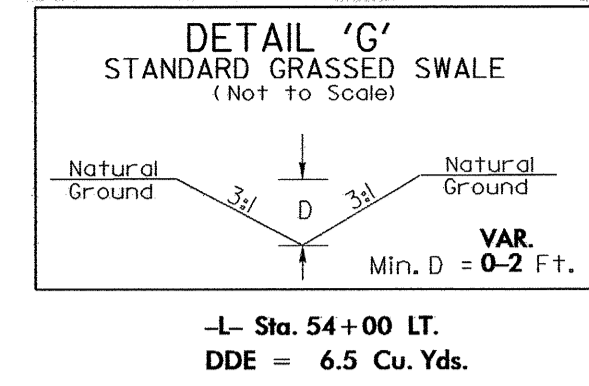 DETAIL 'G'
STANDARD GRASSED SWALE
(Not to Scale)
Natural
Ground
3:1
D
3:1
Natural
Ground
VAR.
Min. D = 0–2 Ft.
–L– Sta. 54+00 LT.
DDE = 6.5 Cu. Yds.